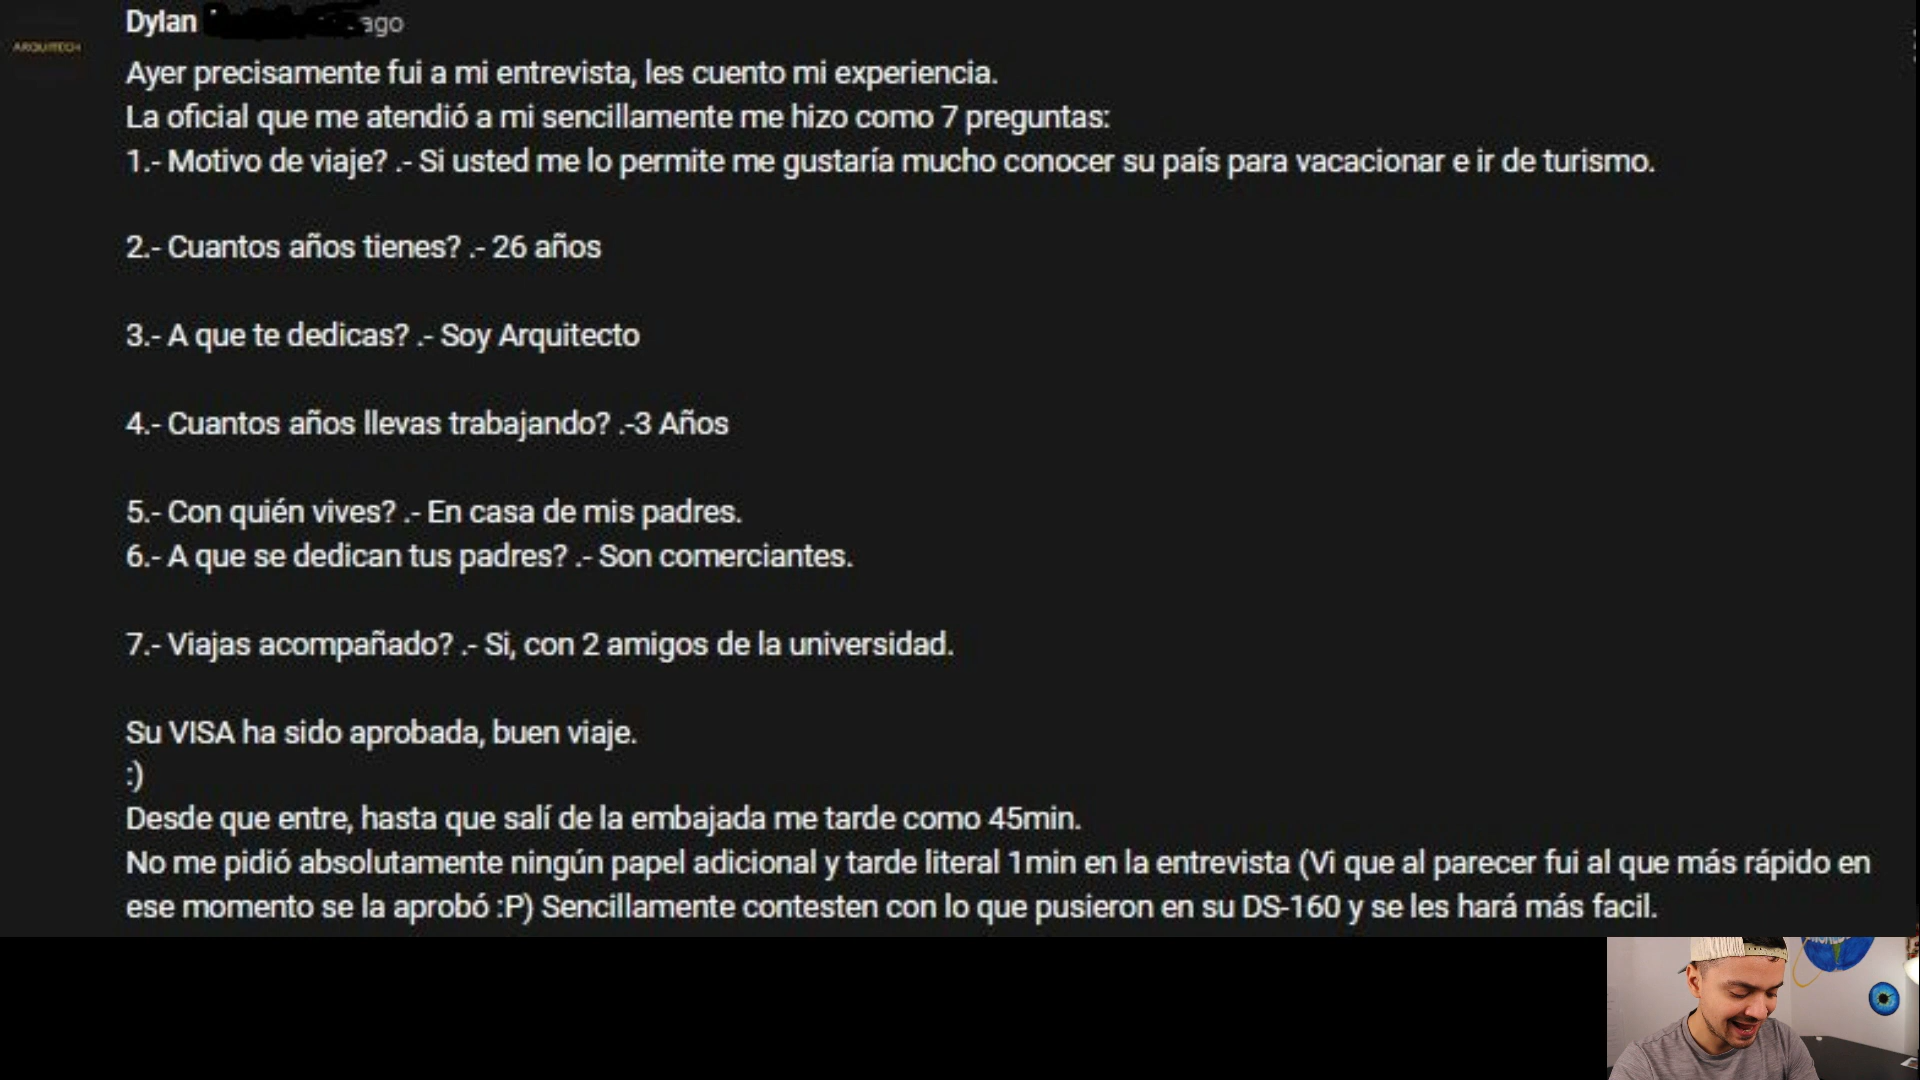 Dylan
ago
ARQUITECH
Ayer precisamente fui a mi entrevista, les cuento mi experiencia.
La oficial que me atendió a mi sencillamente me hizo como 7 preguntas:
1.- Motivo de viaje? .- Si usted me lo permite me gustaría mucho conocer su país para vacacionar e ir de turismo.
2.- Cuantos años tienes? .- 26 años
3.- A que te dedicas? .- Soy Arquitecto
4.- Cuantos años llevas trabajando? .-3 Años
5.- Con quién vives? .- En casa de mis padres.
6.- A que se dedican tus padres? .- Son comerciantes.
7.- Viajas acompañado? .- Si, con 2 amigos de la universidad.
Su VISA ha sido aprobada, buen viaje.
:)
Desde que entre, hasta que salí de la embajada me tarde como 45min.
No me pidió absolutamente ningún papel adicional y tarde literal 1min en la entrevista (Vi que al parecer fui al que más rápido en
ese momento se la aprobó :P) Sencillamente contesten con lo que pusieron en su DS-160 y se les hará más facil.